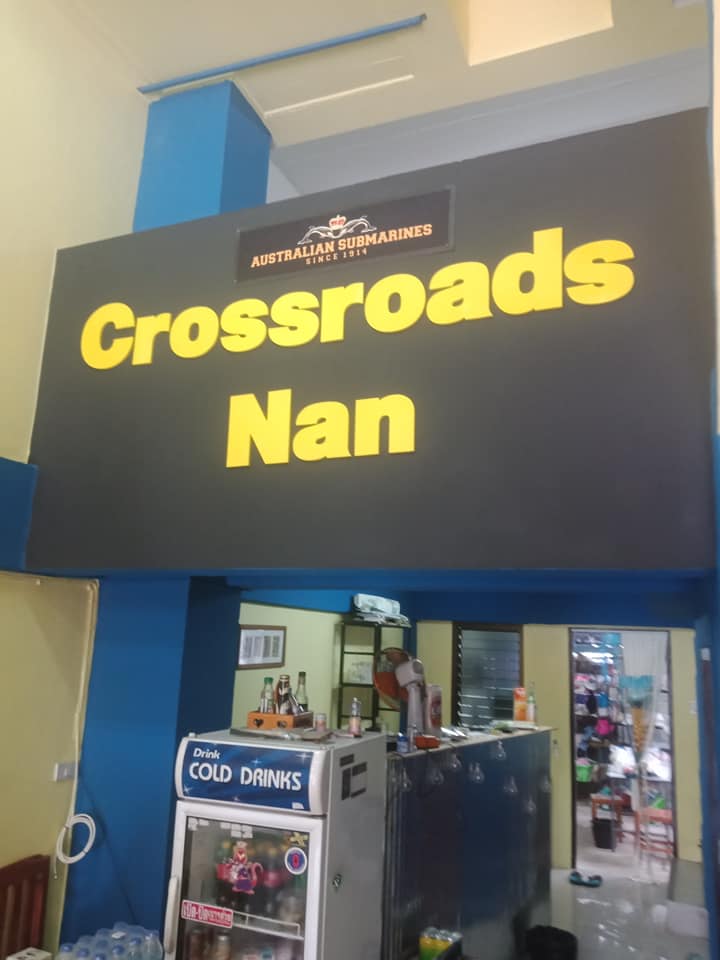 AUSTRALIAN SUBMARINES
SINCE 1914
Crossroads
Nan
Drink
COLD DRINKS